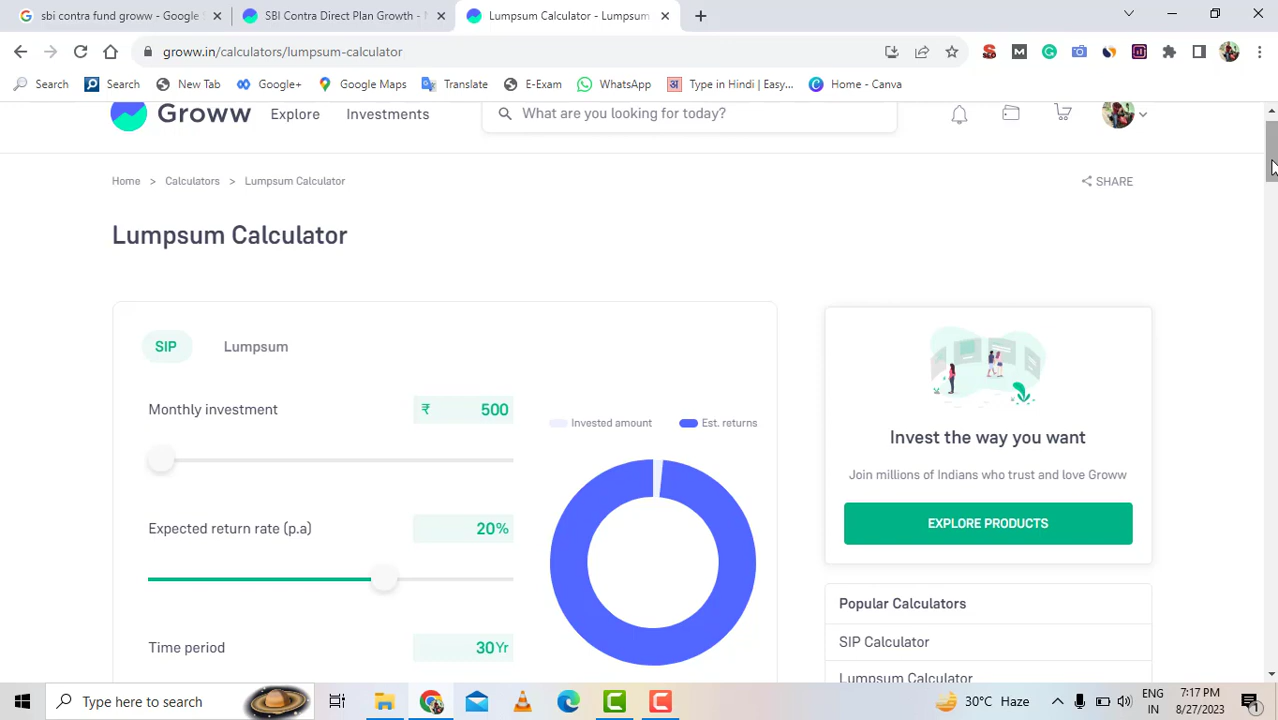 sbi contra fund growth - Google S
SBI Contra Direct Plan Growth - N
Lumpsum Calculator - Lumpsum
groww.in/calculators/lumpsum-calculator
Search
Search
New Tab
Google+
Google Maps
Translate
E-Exam
WhatsApp
Type in Hindi | Easy...
Home - Canva
Groww
Explore
Investments
What are you looking for today?
Home > Calculators > Lumpsum Calculator
SHARE
Lumpsum Calculator
SIP
Lumpsum
Monthly investment
₹ 500
Invested amount
Est. returns
Expected return rate (p.a)
20%
Time period
30Yr
Invest the way you want
Join millions of Indians who trust and love Groww
EXPLORE PRODUCTS
Popular Calculators
SIP Calculator
Lumpsum Calculator
Type here to search
30°C Haze
ENG
IN
7:17 PM
8/27/2023